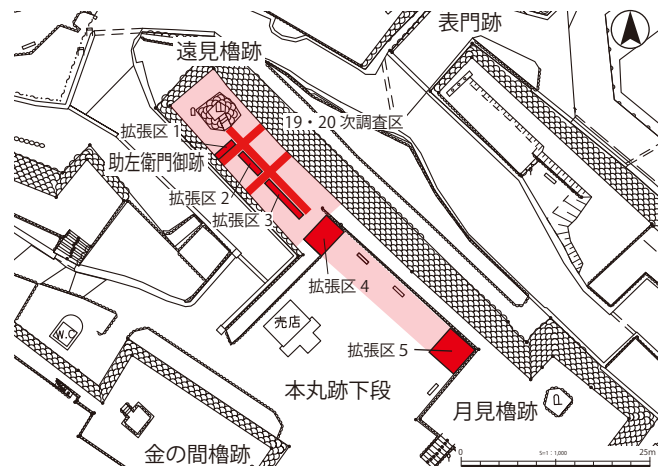 表門跡
遠見櫓跡
19・20 次調査区
拡張区 1
助左衛門御跡
拡張区 2
拡張区 3
拡張区 4
売店
W.C
拡張区 5
本丸跡下段
月見櫓跡
金の間櫓跡
0 S=1：1,000 25m